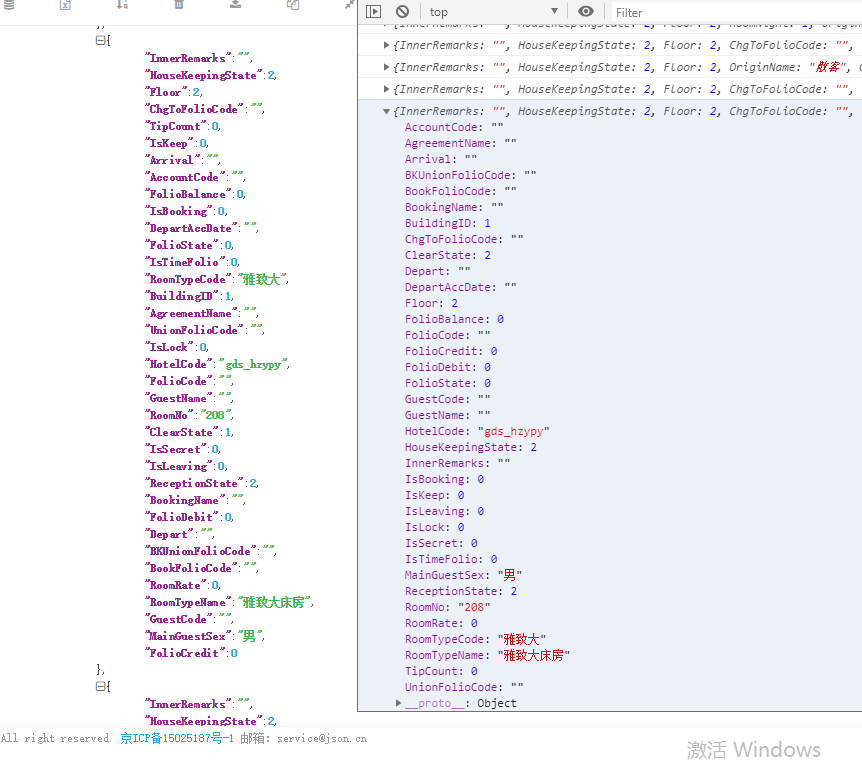 },
{
"InnerRemarks":"",
"HouseKeepingState":2,
"Floor":2,
"ChgToFolioCode":"",
"TipCount":0,
"IsKeep":0,
"Arrival":"",
"AccountCode":"",
"FolioBalance":0,
"IsBooking":0,
"DepartAccDate":"",
"FolioState":0,
"IsTimeFolio":0,
"RoomTypeCode":"雅致大",
"BuildingID":1,
"AgreementName":"",
"UnionFolioCode":"",
"IsLock":0,
"HotelCode":"gds_hzypy",
"FolioCode":"",
"GuestName":"",
"RoomNo":"208",
"ClearState":1,
"IsSecret":0,
"IsLeaving":0,
"ReceptionState":2,
"BookingName":"",
"FolioDebit":0,
"Depart":"",
"BKUnionFolioCode":"",
"BookFolioCode":"",
"RoomRate":0,
"RoomTypeName":"雅致大床房",
"GuestCode":"",
"MainGuestSex":"男",
"FolioCredit":0
},
{
"InnerRemarks":"",
"HouseKeepingState":2,
All right reserved. 京ICP备15025187号-1 邮箱: service@json.cn
top
Filter
{InnerRemarks: "", HouseKeepingState: 2, Floor: 2, ChgToFolioCode: "",
{InnerRemarks: "", HouseKeepingState: 2, Floor: 2, OriginName: "散客",
{InnerRemarks: "", HouseKeepingState: 2, Floor: 2, ChgToFolioCode: "",
{InnerRemarks: "", HouseKeepingState: 2, Floor: 2, ChgToFolioCode: "",
AccountCode: ""
AgreementName: ""
Arrival: ""
BKUnionFolioCode: ""
BookFolioCode: ""
BookingName: ""
BuildingID: 1
ChgToFolioCode: ""
ClearState: 2
Depart: ""
DepartAccDate: ""
Floor: 2
FolioBalance: 0
FolioCode: ""
FolioCredit: 0
FolioDebit: 0
FolioState: 0
GuestCode: ""
GuestName: ""
HotelCode: "gds_hzypy"
HouseKeepingState: 2
InnerRemarks: ""
IsBooking: 0
IsKeep: 0
IsLeaving: 0
IsLock: 0
IsSecret: 0
IsTimeFolio: 0
MainGuestSex: "男"
ReceptionState: 2
RoomNo: "208"
RoomRate: 0
RoomTypeCode: "雅致大"
RoomTypeName: "雅致大床房"
TipCount: 0
UnionFolioCode: ""
__proto__: Object
激活 Windows